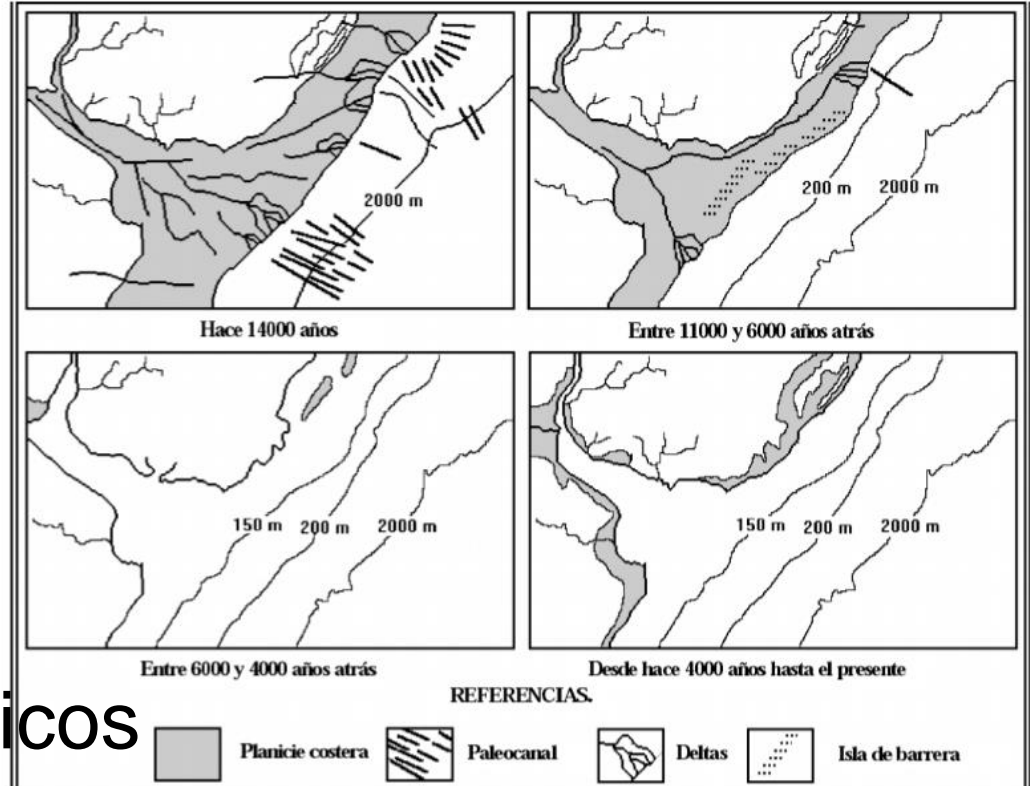 2000 m
Hace 14000 años
200 m 2000 m
Entre 11000 y 6000 años atrás
150 m 200 m 2000 m
Entre 6000 y 4000 años atrás
150 m 200 m 2000 m
Desde hace 4000 años hasta el presente
REFERENCIAS.
icos
Planicie costera
Paleocanal
Deltas
Isla de barrera